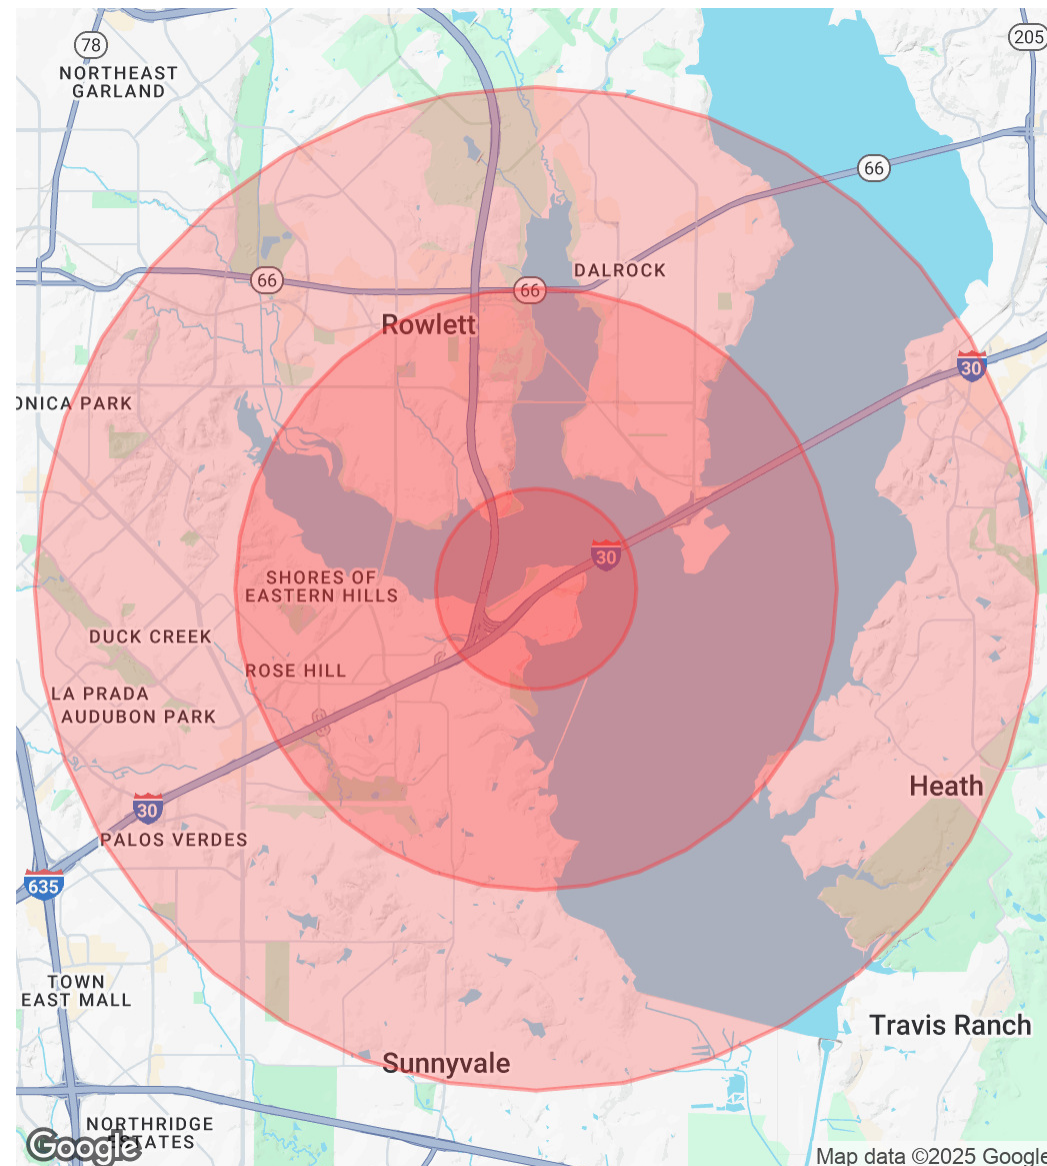 78
205
NORTHEAST
GARLAND
66
DALROCK
66
66
Rowlett
30
ONICA PARK
30
SHORES OF
EASTERN HILLS
DUCK CREEK
ROSE HILL
LA PRADA
AUDUBON PARK
Heath
30
PALOS VERDES
635
TOWN
EAST MALL
Travis Ranch
Sunnyvale
NORTHRIDGE
ESTATES
Google
Map data ©2025 Google